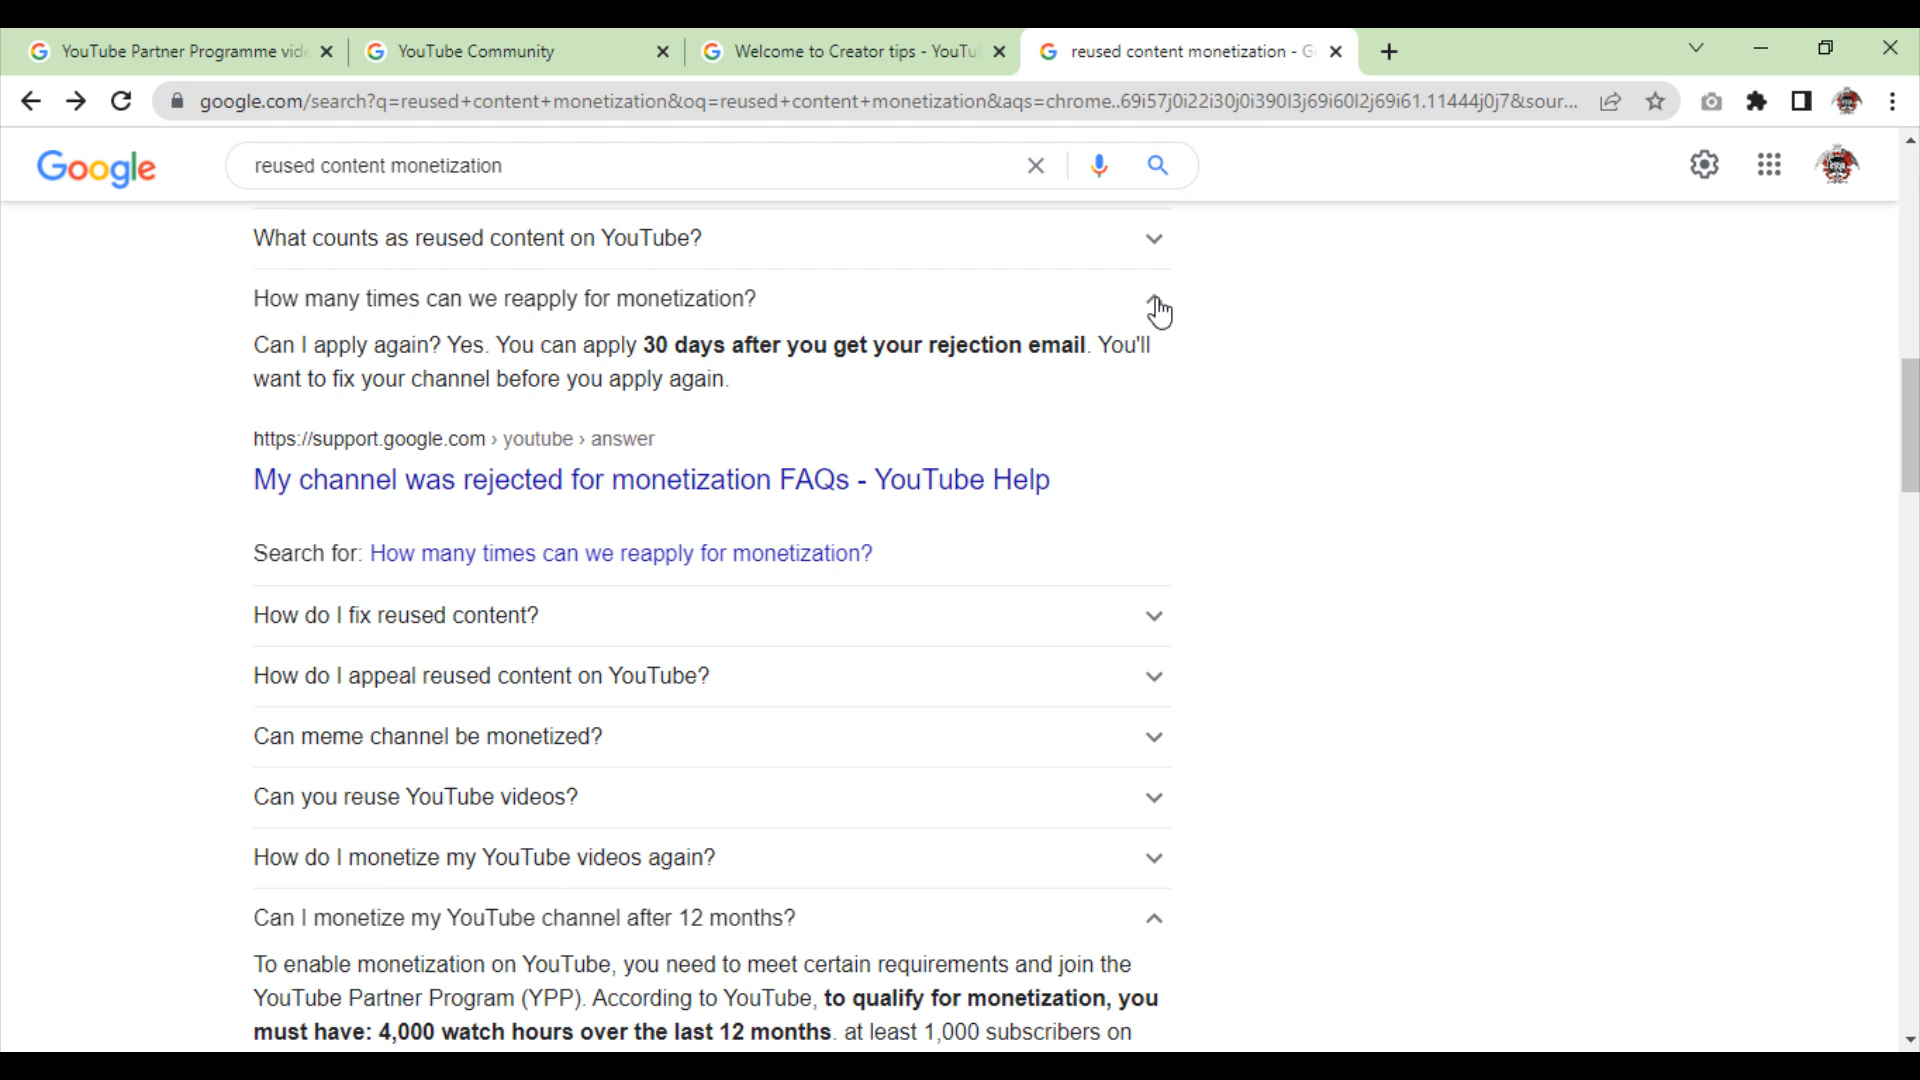 YouTube Partner Programme vid
YouTube Community
Welcome to Creator tips - YouTu
reused content monetization - G
google.com/search?q=reused+content+monetization&oq=reused+content+monetization&aqs=chrome..69i57j0i22i30j0i390l3j69i60l2j69i61.11444j0j7&sour...
Google
reused content monetization
What counts as reused content on YouTube?
How many times can we reapply for monetization?
Can I apply again? Yes. You can apply 30 days after you get your rejection email. You'll
want to fix your channel before you apply again.
https://support.google.com › youtube › answer
My channel was rejected for monetization FAQs - YouTube Help
Search for: How many times can we reapply for monetization?
How do I fix reused content?
How do I appeal reused content on YouTube?
Can meme channel be monetized?
Can you reuse YouTube videos?
How do I monetize my YouTube videos again?
Can I monetize my YouTube channel after 12 months?
To enable monetization on YouTube, you need to meet certain requirements and join the
YouTube Partner Program (YPP). According to YouTube, to qualify for monetization, you
must have: 4,000 watch hours over the last 12 months. at least 1,000 subscribers on